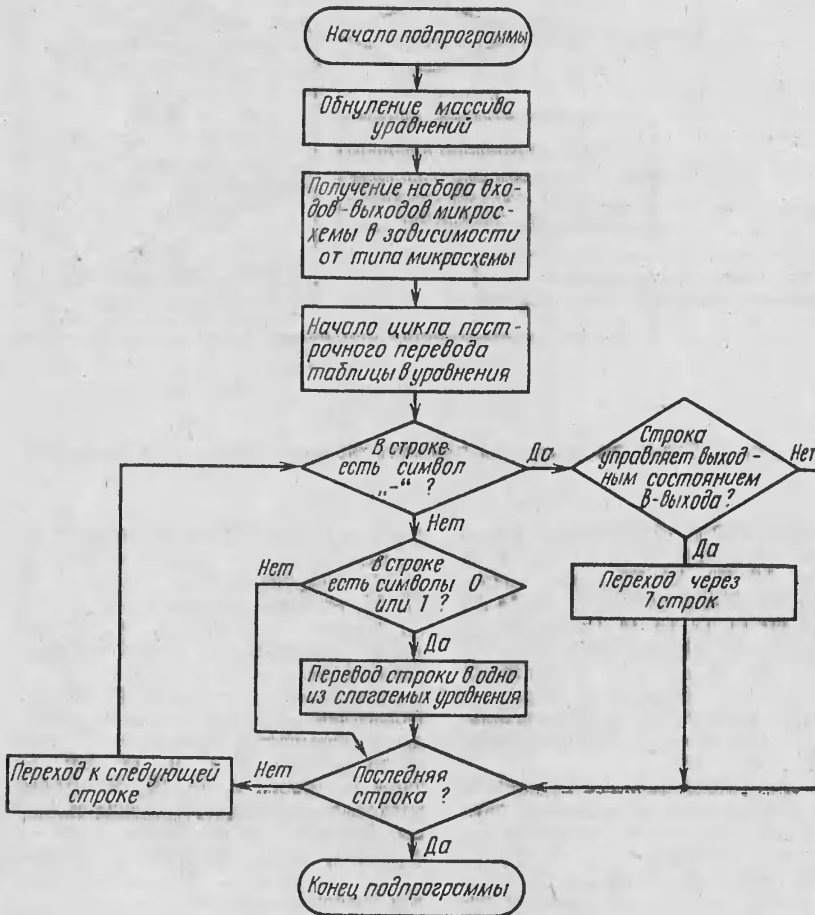 Начало подпрограммы
Обнуление массива
уравнений
Получение набора вхо-
дов-выходов микрос-
хемы в зависимости
от типа микросхемы
Начало цикла пост-
рочного перевода
таблицы в уравнения
В строке
есть символ
„-“ ?
Да
Строка
управляет выход-
ным состоянием
В-выхода?
Нет
Нет
Да
В строке
есть символы 0
или 1 ?
Нет
Переход через
7 строк
Да
Перевод строки в одно
из слагаемых уравнения
Последняя
строка ?
Нет
Переход к следующей
строке
Да
Конец подпрограммы